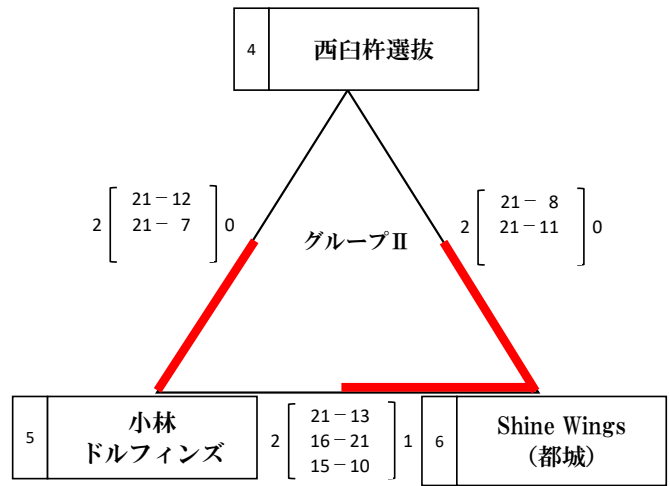 4 西臼杵選抜
21－12
2 21－ 7 0
21－ 8
2 21－11 0
グループⅡ
5 小林
ドルフィンズ
21－13
2 16－21 1
15－10
6 Shine Wings
(都城)